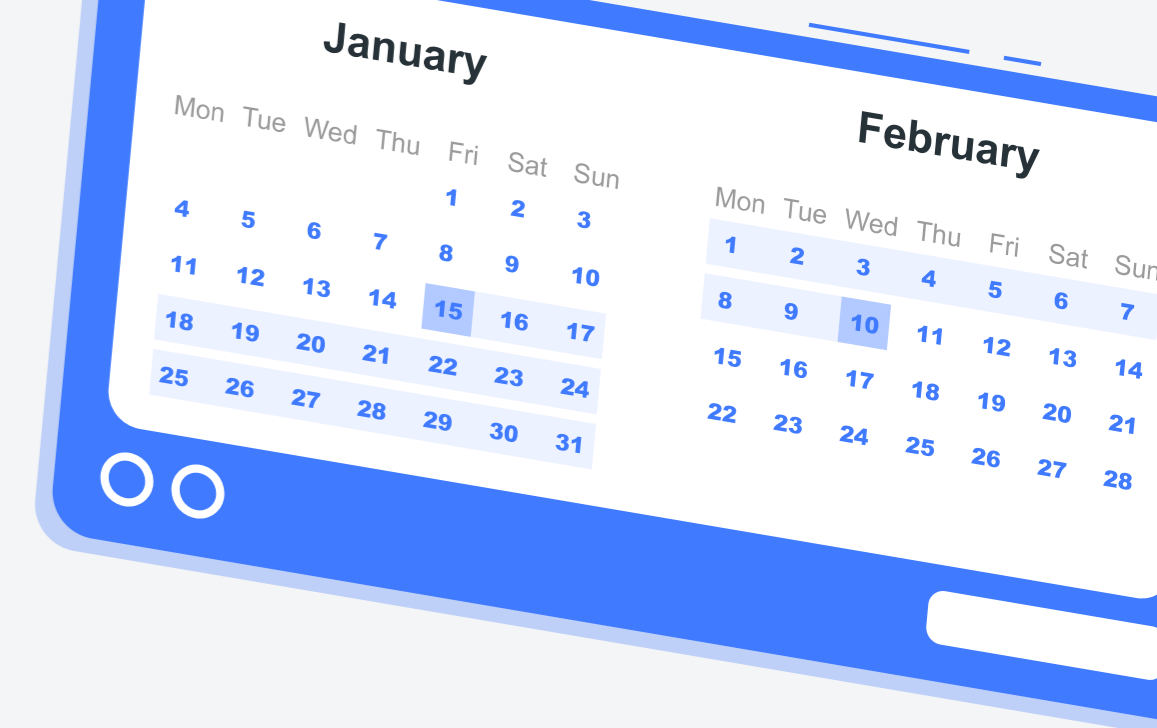 January
Mon Tue Wed Thu Fri Sat Sun
1 2 3
4 5 6 7 8 9 10
11 12 13 14 15 16 17
18 19 20 21 22 23 24
25 26 27 28 29 30 31
February
Mon Tue Wed Thu Fri Sat Sun
1 2 3 4 5 6 7
8 9 10 11 12 13 14
15 16 17 18 19 20 21
22 23 24 25 26 27 28